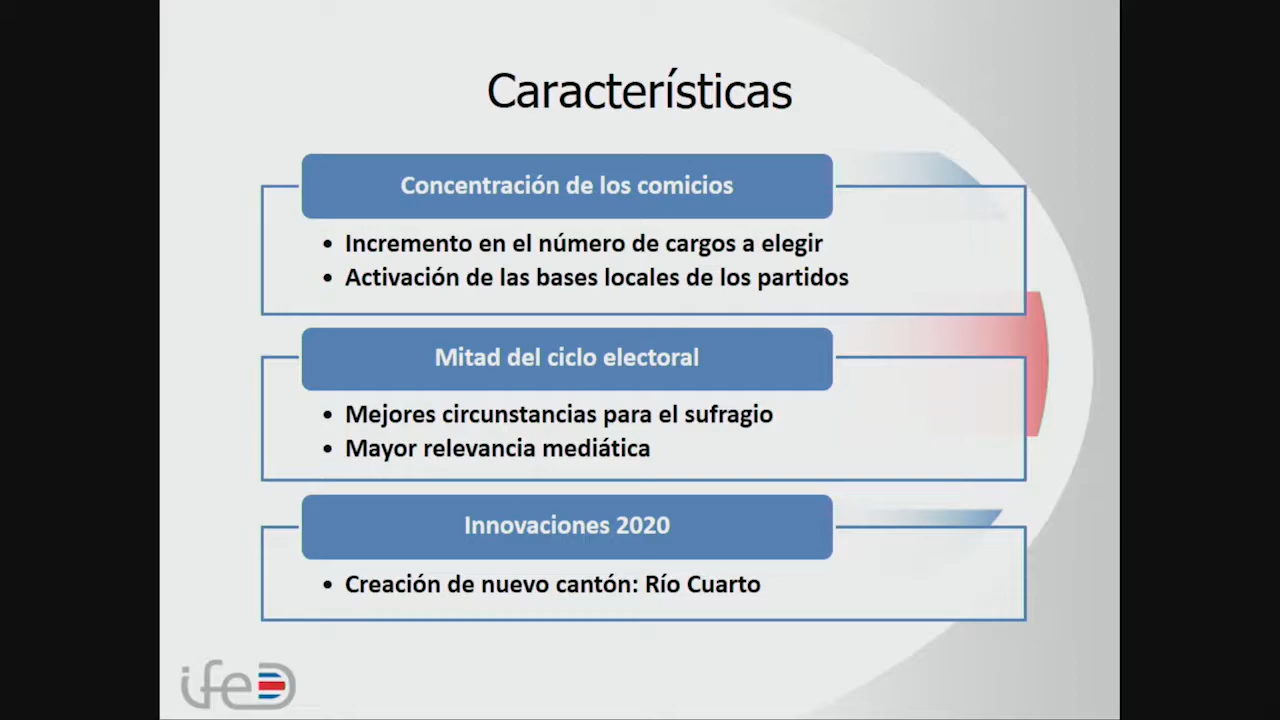 Características
Concentración de los comicios
• Incremento en el número de cargos a elegir
• Activación de las bases locales de los partidos
Mitad del ciclo electoral
• Mejores circunstancias para el sufragio
• Mayor relevancia mediática
Innovaciones 2020
• Creación de nuevo cantón: Río Cuarto
ifed